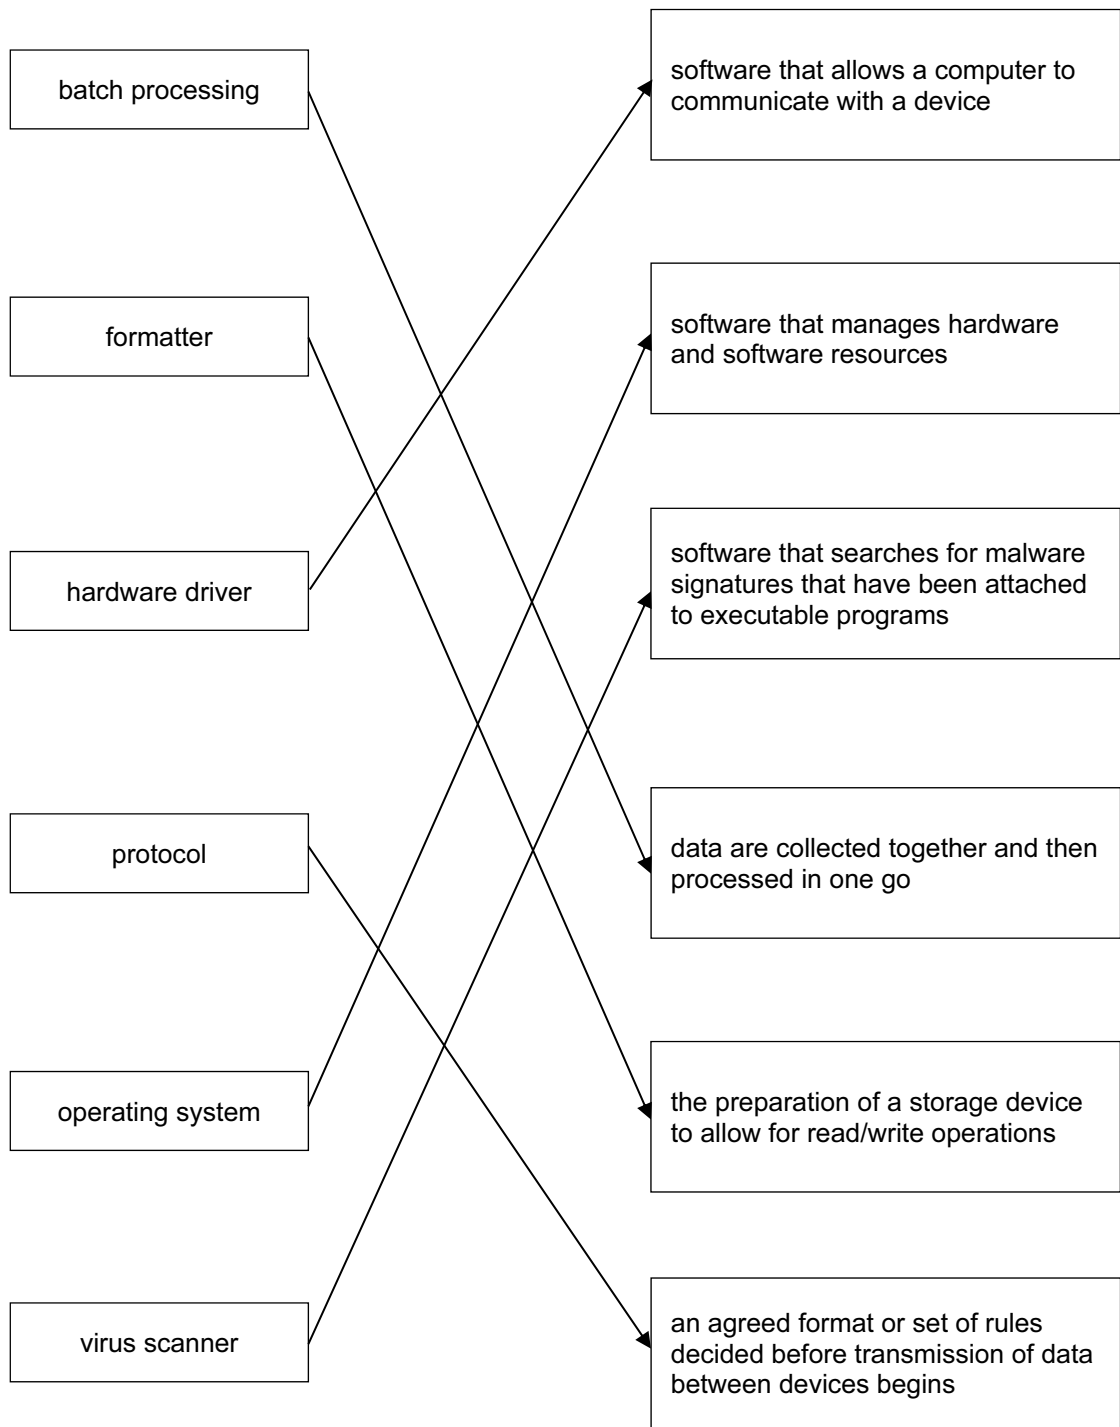 batch processing
software that allows a computer to
communicate with a device
formatter
software that manages hardware
and software resources
hardware driver
software that searches for malware
signatures that have been attached
to executable programs
protocol
data are collected together and then
processed in one go
operating system
the preparation of a storage device
to allow for read/write operations
virus scanner
an agreed format or set of rules
decided before transmission of data
between devices begins